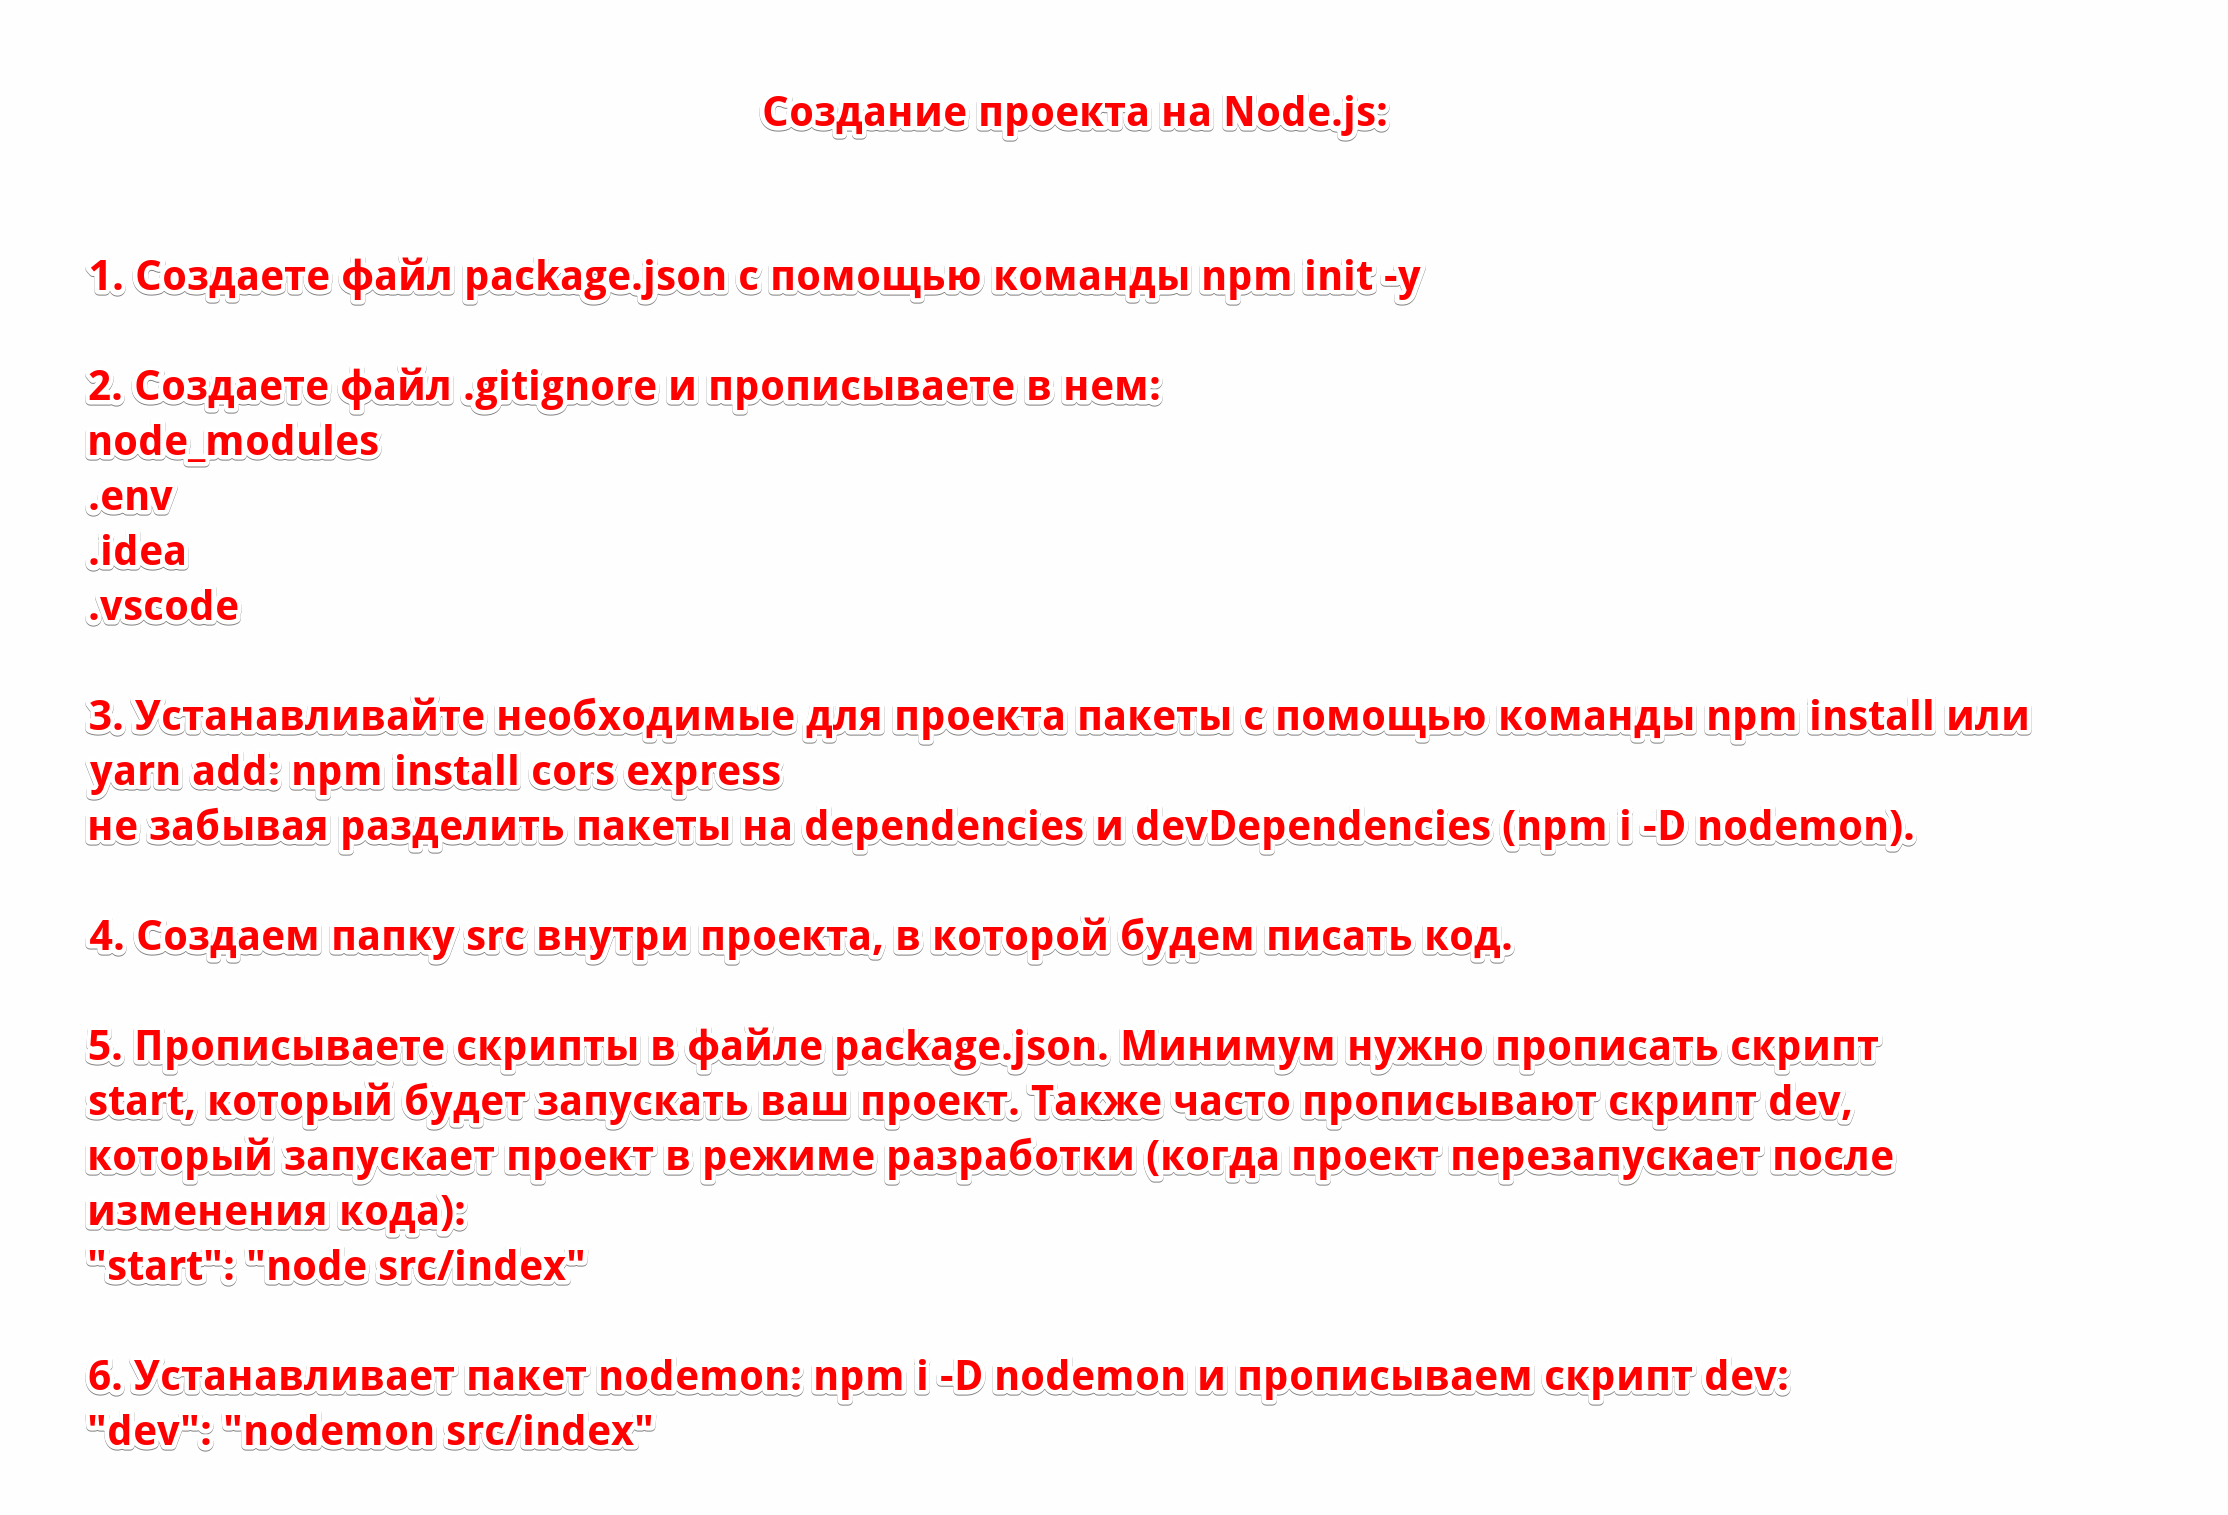 Создание проекта на Node.js:
1. Создаете файл package.json с помощью команды npm init -y
2. Создаете файл .gitignore и прописываете в нем:
node_modules
.env
.idea
.vscode
3. Устанавливайте необходимые для проекта пакеты с помощью команды npm install или
yarn add: npm install cors express
не забывая разделить пакеты на dependencies и devDependencies (npm i -D nodemon).
4. Создаем папку src внутри проекта, в которой будем писать код.
5. Прописываете скрипты в файле package.json. Минимум нужно прописать скрипт
start, который будет запускать ваш проект. Также часто прописывают скрипт dev,
который запускает проект в режиме разработки (когда проект перезапускает после
изменения кода):
"start": "node src/index"
6. Устанавливает пакет nodemon: npm i -D nodemon и прописываем скрипт dev:
"dev": "nodemon src/index"